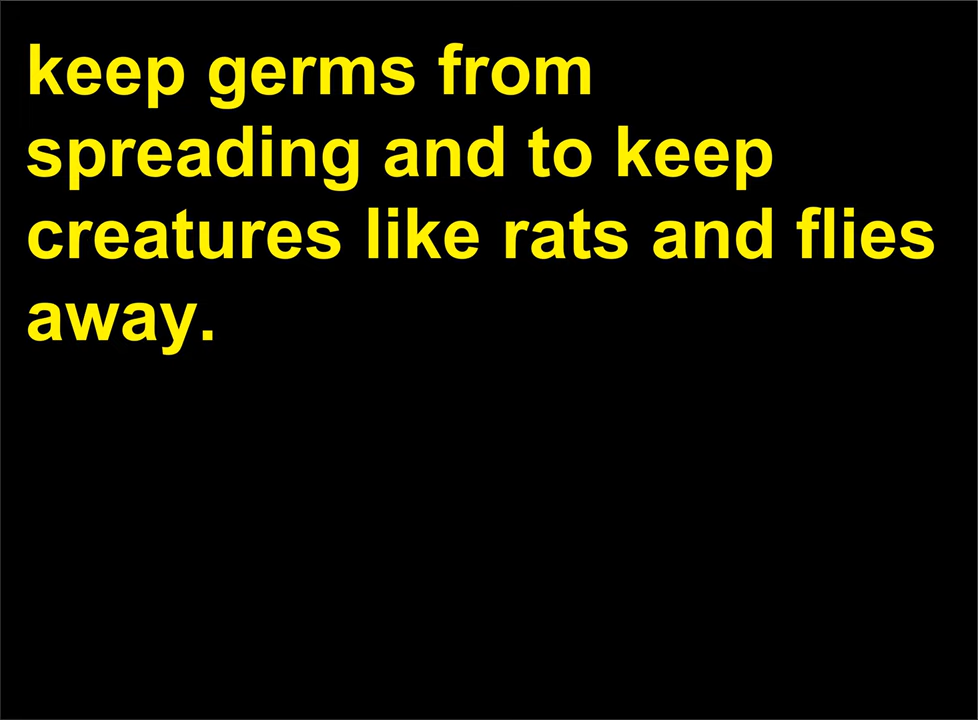 keep germs from
spreading and to keep
creatures like rats and flies
away.